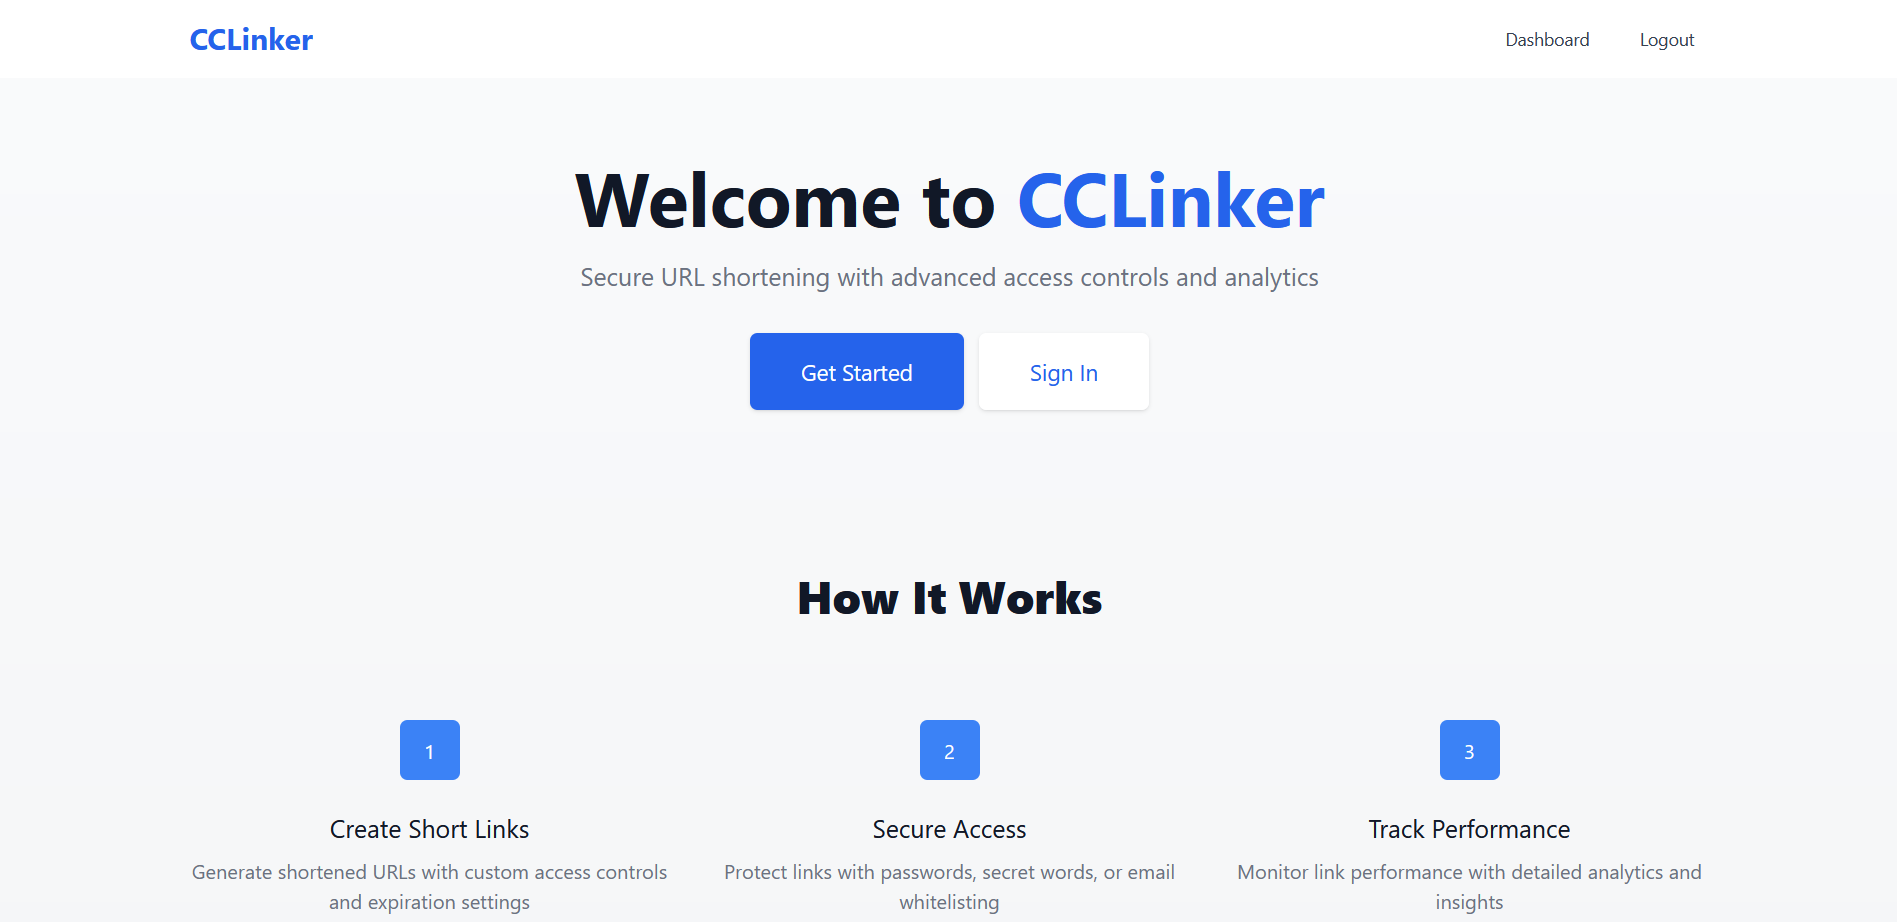 CCLinker
Dashboard
Logout
Welcome to CCLinker
Secure URL shortening with advanced access controls and analytics
Get Started
Sign In
How It Works
1
Create Short Links
Generate shortened URLs with custom access controls
and expiration settings
2
Secure Access
Protect links with passwords, secret words, or email
whitelisting
3
Track Performance
Monitor link performance with detailed analytics and
insights